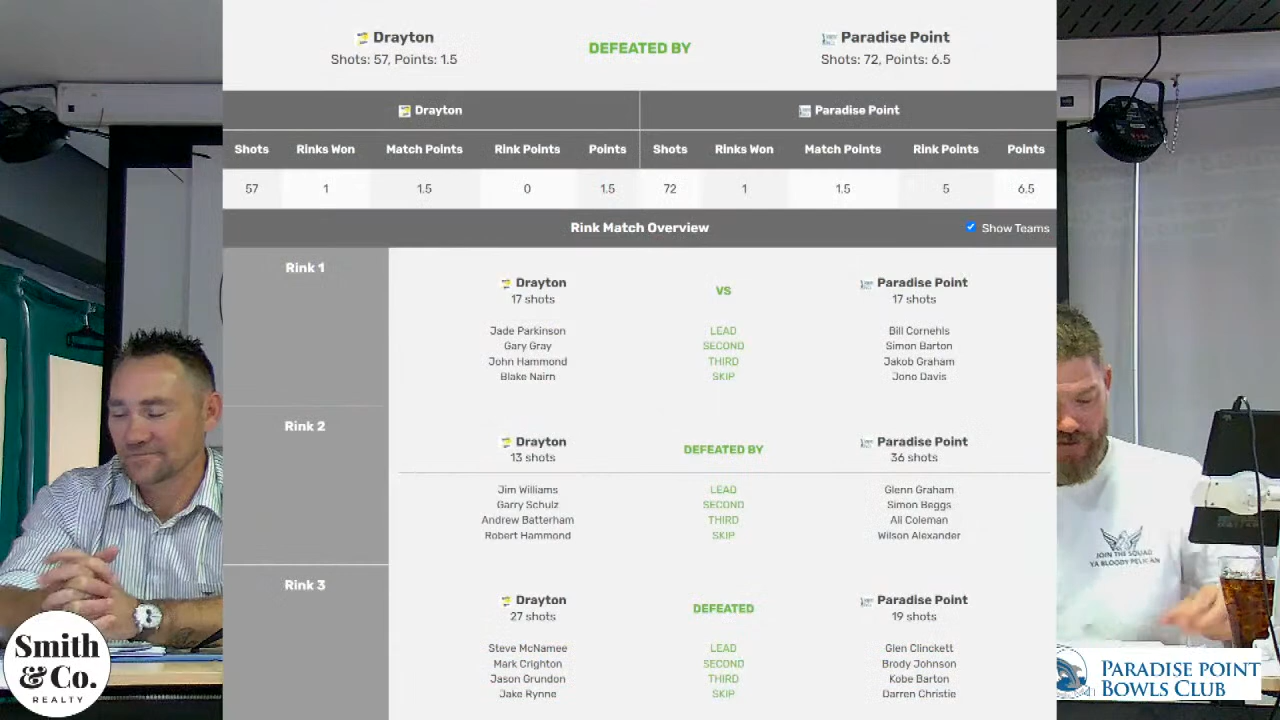 Drayton
Shots: 57, Points: 1.5
DEFEATED BY
Paradise Point
Shots: 72, Points: 6.5
Drayton
Paradise Point
Shots Rinks Won Match Points Rink Points Points Shots Rinks Won Match Points Rink Points Points
57 1 1.5 0 1.5 72 1 1.5 5 6.5
Rink Match Overview
Show Teams
Rink 1
Drayton VS Paradise Point
17 shots 17 shots
Jade Parkinson LEAD Bill Cornehls
Gary Gray SECOND Simon Barton
John Hammond THIRD Jakob Graham
Blake Nairn SKIP Jono Davis
Rink 2
Drayton DEFEATED BY Paradise Point
13 shots 36 shots
Jim Williams LEAD Glenn Graham
Garry Schulz SECOND Simon Beggs
Andrew Batterham THIRD Ali Coleman
Robert Hammond SKIP Wilson Alexander
Rink 3
Drayton DEFEATED Paradise Point
27 shots 19 shots
Steve McNamee LEAD Glen Clinckett
Mark Crighton SECOND Brody Johnson
Jason Grundon THIRD Kobe Barton
Jake Rynne SKIP Darren Christie
JOIN THE SQUAD
YA BLOODY PELICAN
Smith
&Co.
REALTY
PARADISE POINT
BOWLS CLUB